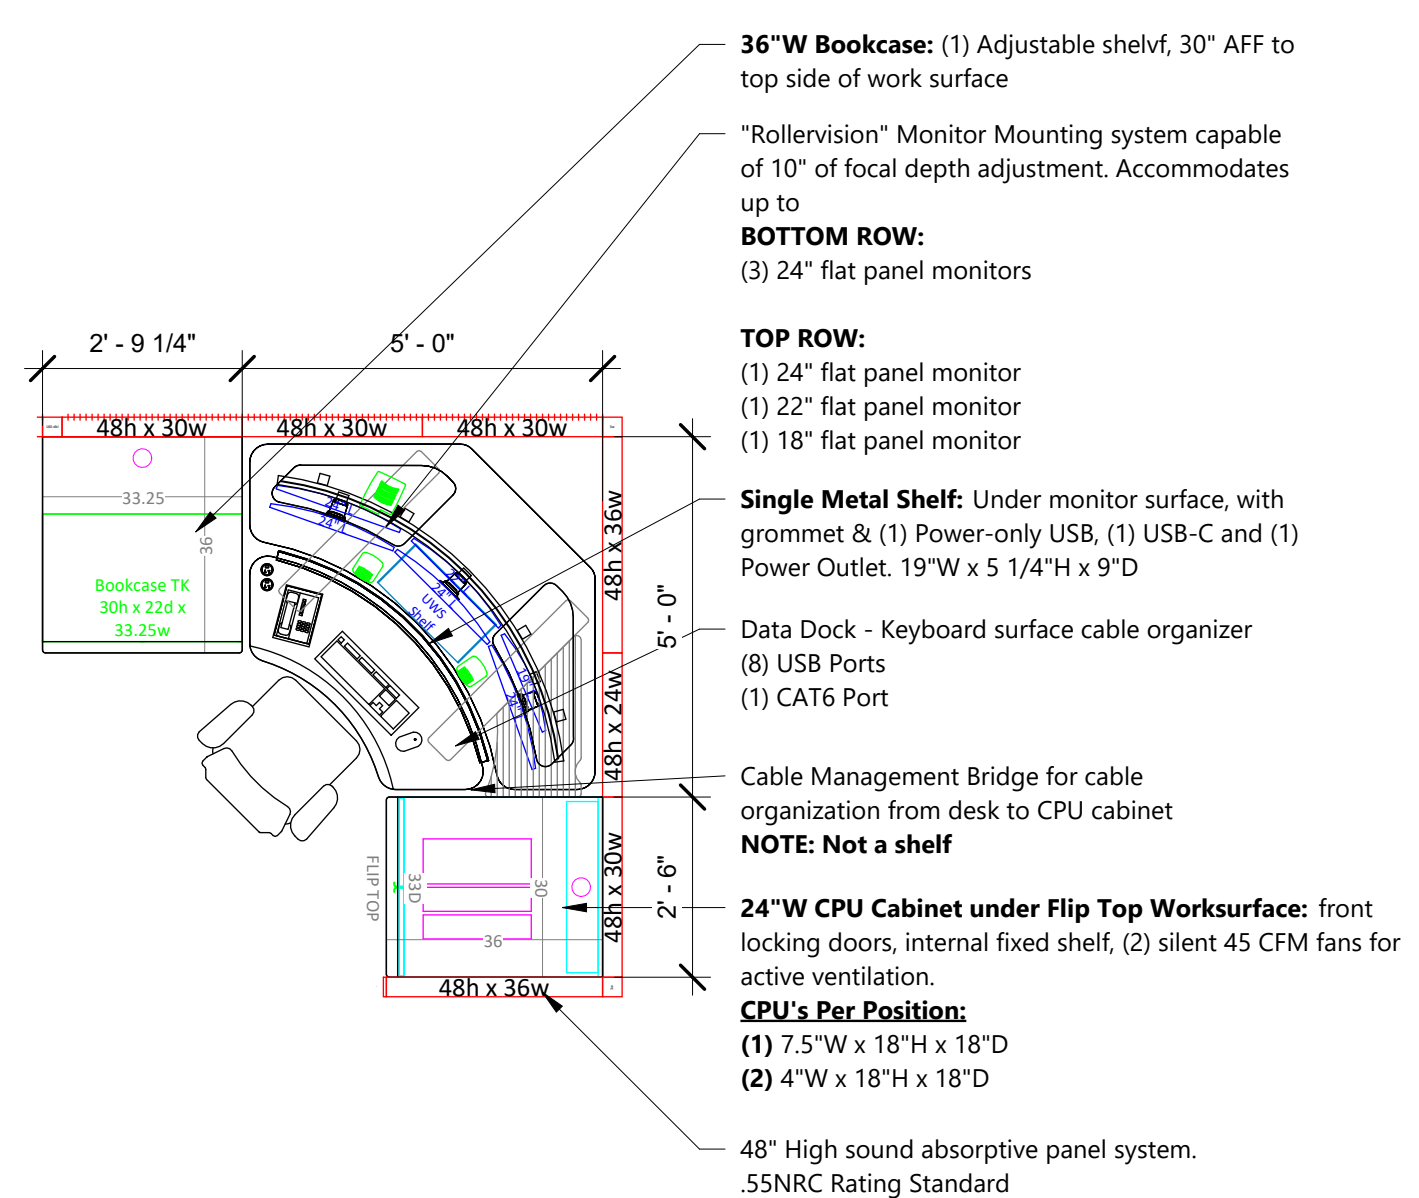 36"W Bookcase: (1) Adjustable shelvf, 30" AFF to
top side of work surface
"Rollervision" Monitor Mounting system capable
of 10" of focal depth adjustment. Accommodates
up to
BOTTOM ROW:
(3) 24" flat panel monitors
TOP ROW:
(1) 24" flat panel monitor
(1) 22" flat panel monitor
(1) 18" flat panel monitor
Single Metal Shelf: Under monitor surface, with
grommet & (1) Power-only USB, (1) USB-C and (1)
Power Outlet. 19"W x 5 1/4"H x 9"D
Data Dock - Keyboard surface cable organizer
(8) USB Ports
(1) CAT6 Port
Cable Management Bridge for cable
organization from desk to CPU cabinet
NOTE: Not a shelf
24"W CPU Cabinet under Flip Top Worksurface: front
locking doors, internal fixed shelf, (2) silent 45 CFM fans for
active ventilation.
CPU's Per Position:
(1) 7.5"W x 18"H x 18"D
(2) 4"W x 18"H x 18"D
48" High sound absorptive panel system.
.55NRC Rating Standard
2' - 9 1/4"
5' - 0"
48h x 30w
48h x 30w
48h x 30w
33.25
36
Bookcase TK
30h x 22d x
33.25w
24"
24"
24"
UWS
Shelf
19"
24"
48h x 36w
5' - 0"
48h x 24w
48h x 30w
2' - 6"
FLIP TOP
33D
30
36
48h x 36w